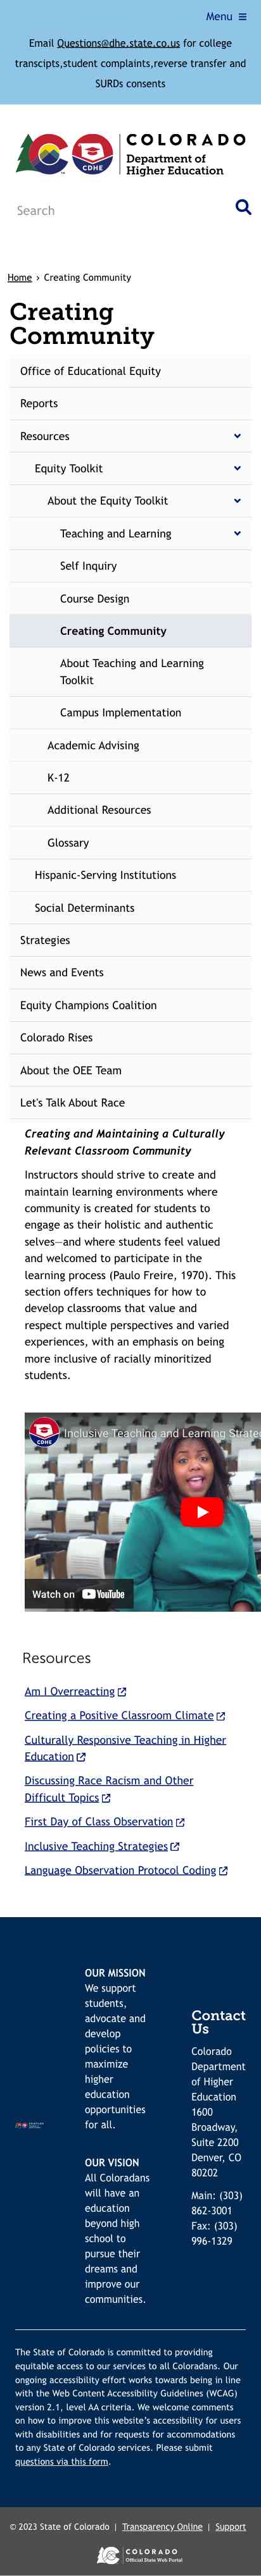 Menu ≡
Email Questions@dhe.state.co.us for college
transcipts,student complaints,reverse transfer and
SURDs consents
CDHE
COLORADO
Department of
Higher Education
Search
Home › Creating Community
Creating
Community
Office of Educational Equity
Reports
Resources
Equity Toolkit
About the Equity Toolkit
Teaching and Learning
Self Inquiry
Course Design
Creating Community
About Teaching and Learning
Toolkit
Campus Implementation
Academic Advising
K-12
Additional Resources
Glossary
Hispanic-Serving Institutions
Social Determinants
Strategies
News and Events
Equity Champions Coalition
Colorado Rises
About the OEE Team
Let's Talk About Race
Creating and Maintaining a Culturally
Relevant Classroom Community
Instructors should strive to create and
maintain learning environments where
community is created for students to
engage as their holistic and authentic
selves—and where students feel valued
and welcomed to participate in the
learning process (Paulo Freire, 1970). This
section offers techniques for how to
develop classrooms that value and
respect multiple perspectives and varied
experiences, with an emphasis on being
more inclusive of racially minoritized
students.
CDHE
Inclusive Teaching and Learning Strate
Watch on YouTube
Resources
Am I Overreacting
Creating a Positive Classroom Climate
Culturally Responsive Teaching in Higher
Education
Discussing Race Racism and Other
Difficult Topics
First Day of Class Observation
Inclusive Teaching Strategies
Language Observation Protocol Coding
OUR MISSION
We support
students,
advocate and
develop
policies to
maximize
higher
education
opportunities
for all.
OUR VISION
All Coloradans
will have an
education
beyond high
school to
pursue their
dreams and
improve our
communities.
Contact
Us
Colorado
Department
of Higher
Education
1600
Broadway,
Suite 2200
Denver, CO
80202
Main: (303)
862-3001
Fax: (303)
996-1329
The State of Colorado is committed to providing
equitable access to our services to all Coloradans. Our
ongoing accessibility effort works towards being in line
with the Web Content Accessibility Guidelines (WCAG)
version 2.1, level AA criteria. We welcome comments
on how to improve this website's accessibility for users
with disabilities and for requests for accommodations
to any State of Colorado services. Please submit
questions via this form.
© 2023 State of Colorado | Transparency Online | Support
COLORADO
Official State Web Portal